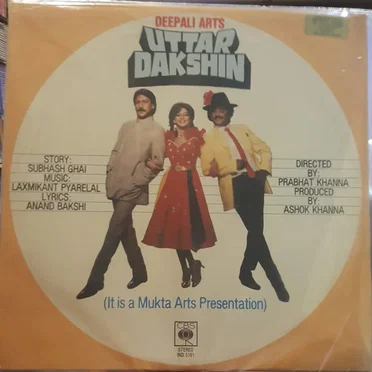 DEEPALI ARTS
UTTAR
DAKSHIN
STORY:
SUBHASH GHAI
MUSIC:
LAXMIKANT PYARELAL
LYRICS:
ANAND BAKSHI
DIRECTED
BY:
PRABHAT KHANNA
PRODUCED
BY:
ASHOK KHANNA
(It is a Mukta Arts Presentation)
CBS
STEREO